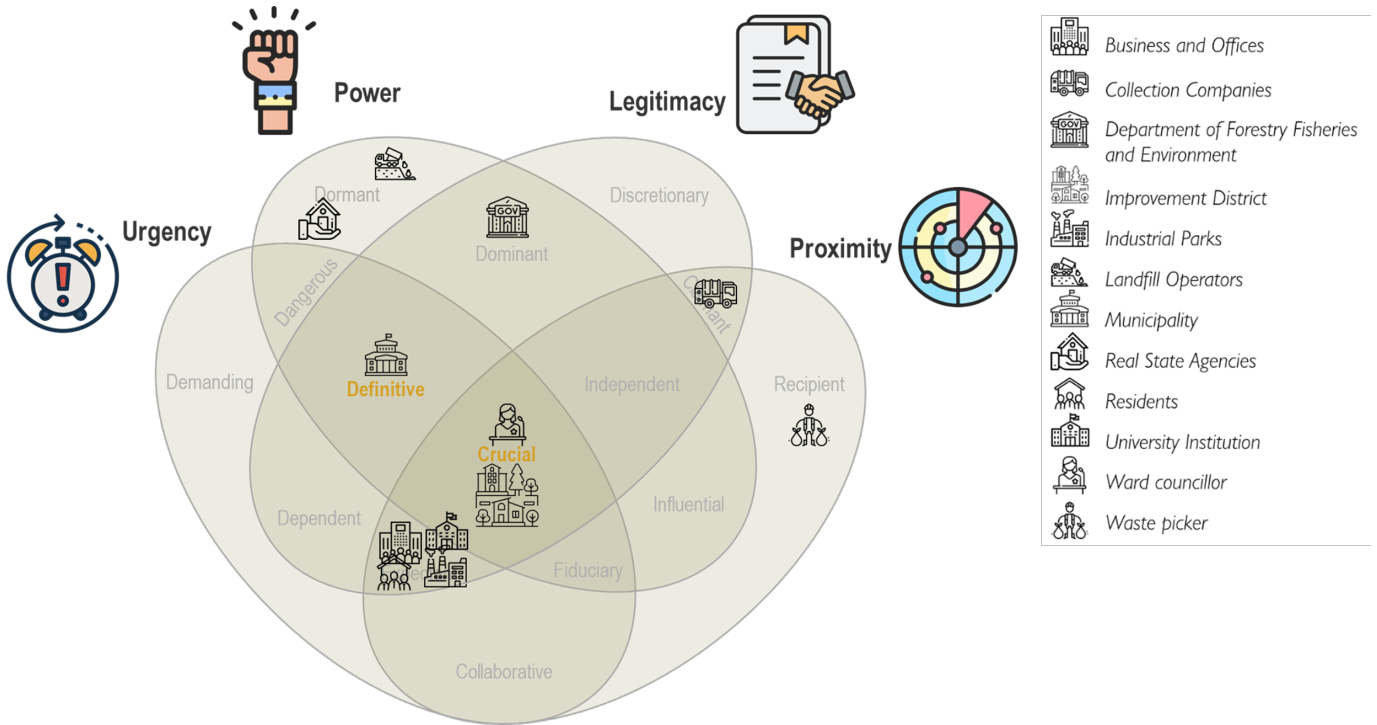 Power
Legitimacy
Urgency
Proximity
Dormant
Discretionary
GOV
Dominant
Dangerous
Definitive
Demanding
Independent
Recipient
Crucial
Dependent
Influential
Fiduciary
Collaborative
Business and Offices
Collection Companies
GOV
Department of Forestry Fisheries
and Environment
Improvement District
Industrial Parks
Landfill Operators
Municipality
Real State Agencies
Residents
University Institution
Ward councillor
Waste picker